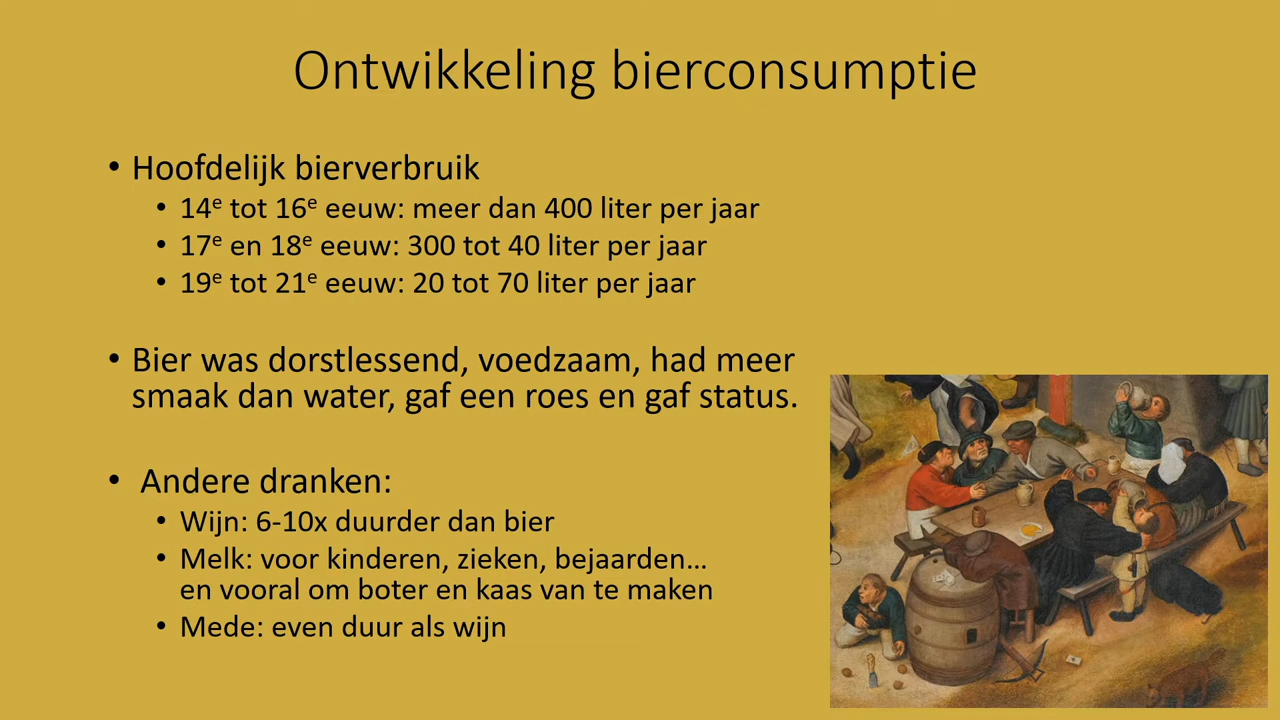 Ontwikkeling bierconsumptie
• Hoofdelijk bierverbruik
• 14e tot 16e eeuw: meer dan 400 liter per jaar
• 17e en 18e eeuw: 300 tot 40 liter per jaar
• 19e tot 21e eeuw: 20 tot 70 liter per jaar
• Bier was dorstlessend, voedzaam, had meer
smaak dan water, gaf een roes en gaf status.
• Andere dranken:
• Wijn: 6-10x duurder dan bier
• Melk: voor kinderen, zieken, bejaarden…
en vooral om boter en kaas van te maken
• Mede: even duur als wijn